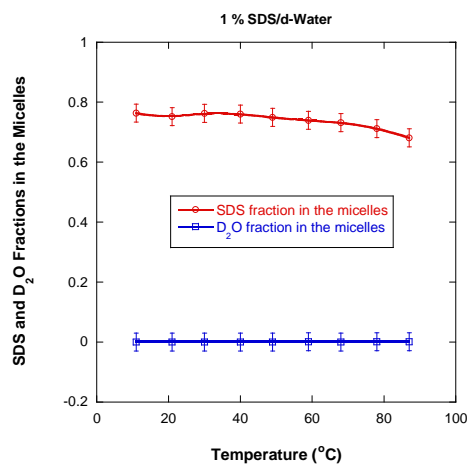 1 % SDS/d-Water
SDS and D2O Fractions in the Micelles
1
0.8
0.6
0.4
0.2
0
-0.2
SDS fraction in the micelles
D2O fraction in the micelles
0
20
40
60
80
100
Temperature (oC)